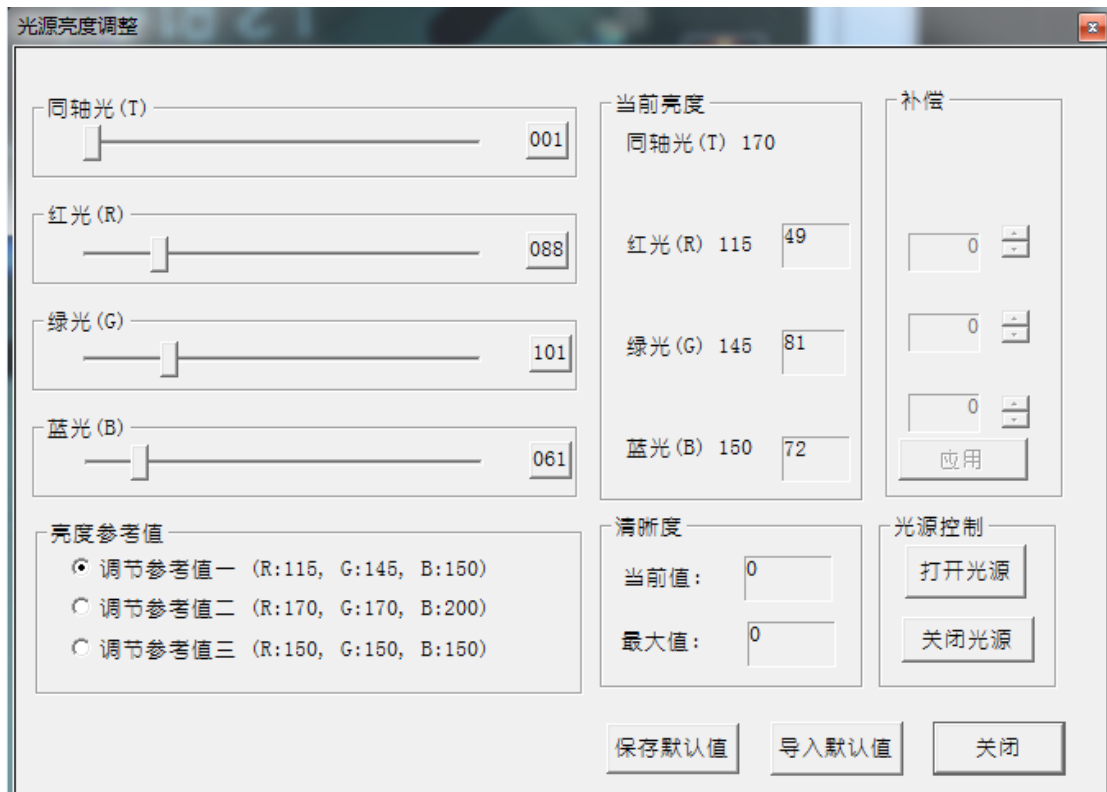 光源亮度调整
同轴光(T)
001
红光(R)
088
绿光(G)
101
蓝光(B)
061
亮度参考值
调节参考值一 (R:115, G:145, B:150)
调节参考值二 (R:170, G:170, B:200)
调节参考值三 (R:150, G:150, B:150)
当前亮度
同轴光(T) 170
红光(R) 115 49
绿光(G) 145 81
蓝光(B) 150 72
补偿
0
0
0
应用
清晰度
当前值: 0
最大值: 0
光源控制
打开光源
关闭光源
保存默认值
导入默认值
关闭